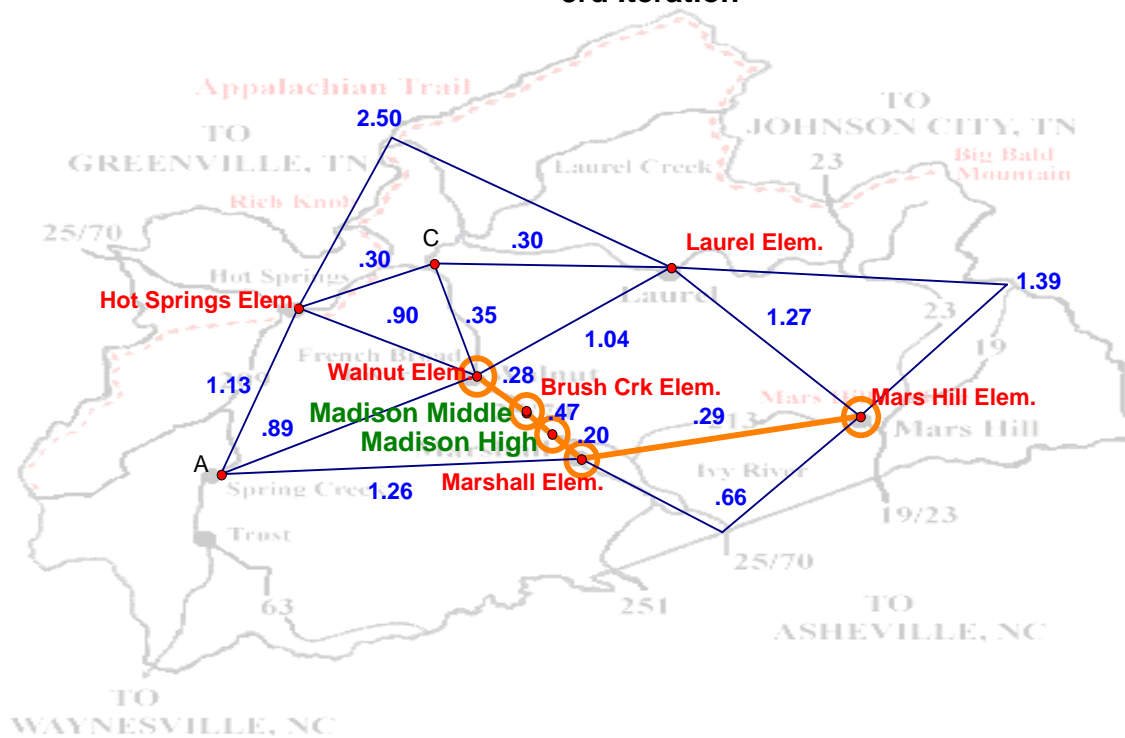 3rd Iteration
Appalachian Trail
2.50
TO
JOHNSON CITY, TN
TO
GREENVILLE, TN
Laurel Creek
23
Big Bald
Mountain
Rich Knob
25/70
C
.30
Laurel Elem.
.30
Hot Springs
Laurel
1.39
Hot Springs Elem
.90
.35
1.27
23
1.04
19
French Broad
Walnut Elem.
.28
Walnut
Brush Crk Elem.
1.13
Mars Hill Elem.
Madison Middle
.47
.29
213
Mars Hill
.89
Madison High
.20
A
Marshall Elem.
Ivy River
Spring Creek
1.26
.66
19/23
Trust
25/70
63
251
TO
ASHEVILLE, NC
TO
WAYNESVILLE, NC